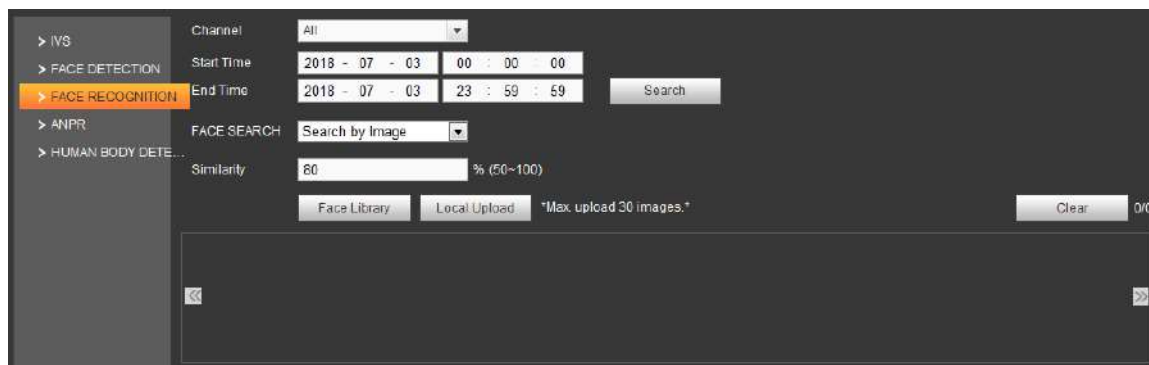 > IVS
> FACE DETECTION
> FACE RECOGNITION
> ANPR
> HUMAN BODY DETE...
Channel All
Start Time 2018 - 07 - 03 00 : 00 : 00
End Time 2018 - 07 - 03 23 : 59 : 59 Search
FACE SEARCH Search by Image
Similarity 80 % (50~100)
Face Library Local Upload *Max. upload 30 images.* Clear 0/0